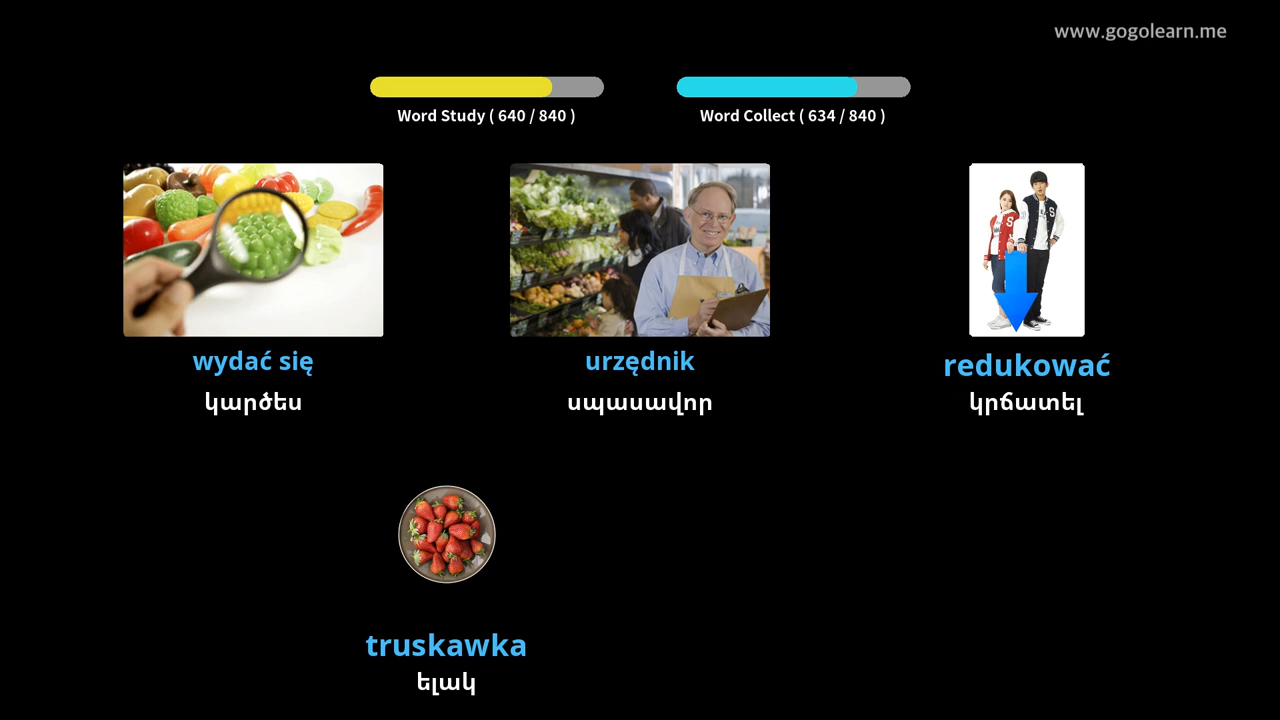 www.gogolearn.me
Word Study ( 640 / 840 )
Word Collect ( 634 / 840 )
wydać się
կարծես
urzędnik
սպասավոր
redukować
կրճատել
truskawka
ելակ